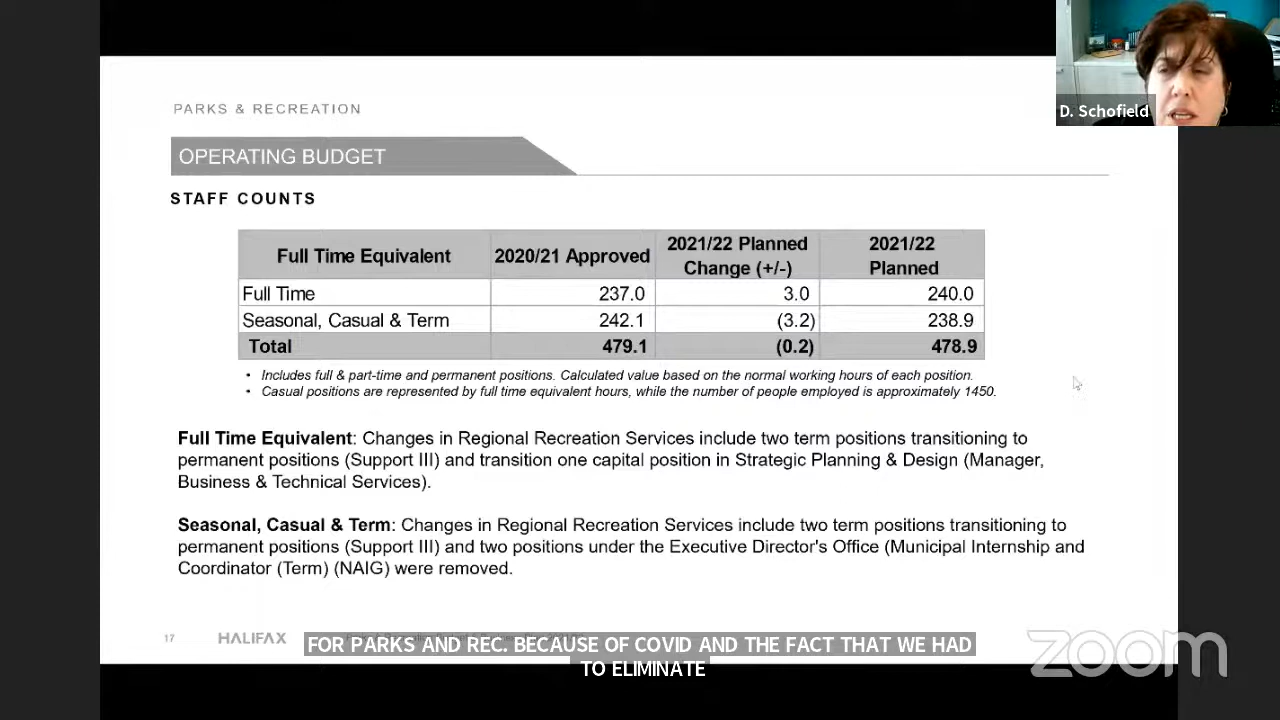 D. Schofield
PARKS & RECREATION
OPERATING BUDGET
STAFF COUNTS
Full Time Equivalent 2020/21 Approved 2021/22 Planned Change (+/-) 2021/22 Planned
Full Time 237.0 3.0 240.0
Seasonal, Casual & Term 242.1 (3.2) 238.9
Total 479.1 (0.2) 478.9
• Includes full & part-time and permanent positions. Calculated value based on the normal working hours of each position.
• Casual positions are represented by full time equivalent hours, while the number of people employed is approximately 1450.
Full Time Equivalent: Changes in Regional Recreation Services include two term positions transitioning to
permanent positions (Support III) and transition one capital position in Strategic Planning & Design (Manager,
Business & Technical Services).
Seasonal, Casual & Term: Changes in Regional Recreation Services include two term positions transitioning to
permanent positions (Support III) and two positions under the Executive Director's Office (Municipal Internship and
Coordinator (Term) (NAIG) were removed.
17 HALIFAX
FOR PARKS AND REC. BECAUSE OF COVID AND THE FACT THAT WE HAD
TO ELIMINATE
zoom